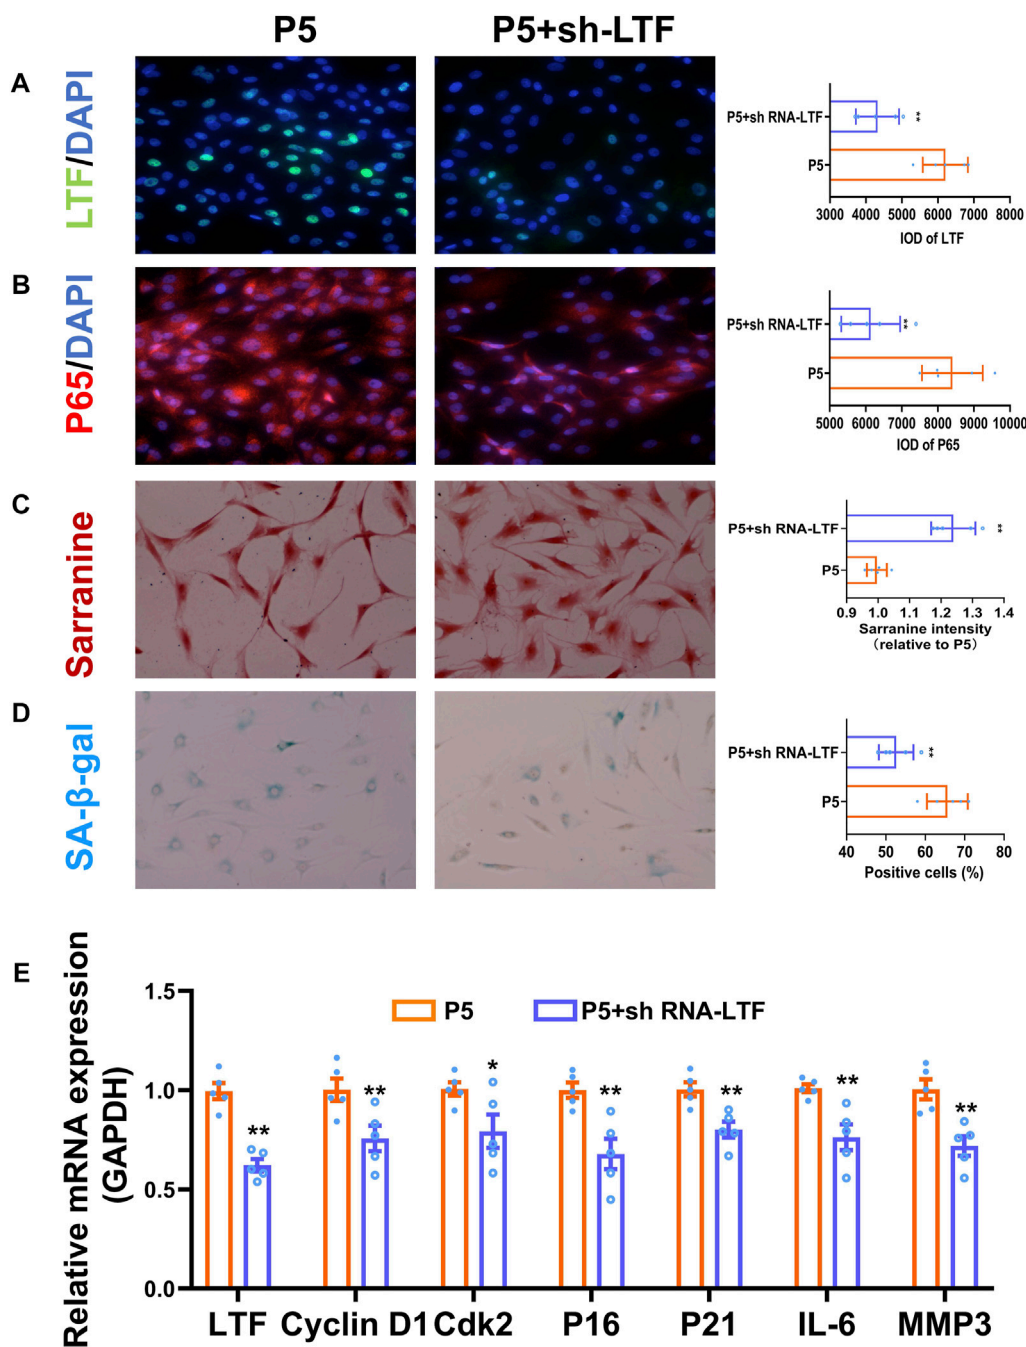 P5 P5+sh-LTF
A
LTF/DAPI
P5+sh RNA-LTF
**
P5
3000 4000 5000 6000 7000 8000
IOD of LTF
B
P65/DAPI
P5+sh RNA-LTF
**
P5
5000 6000 7000 8000 9000 10000
IOD of P65
C
Sarranine
P5+sh RNA-LTF
**
P5
0.9 1.0 1.1 1.2 1.3 1.4
Sarranine intensity
(relative to P5)
D
SA-β-gal
P5+sh RNA-LTF
**
P5
40 50 60 70 80
Positive cells (%)
E
Relative mRNA expression
(GAPDH)
1.5
1.0
0.5
0.0
P5 P5+sh RNA-LTF
** ** * ** ** ** **
LTF Cyclin D1 Cdk2 P16 P21 IL-6 MMP3